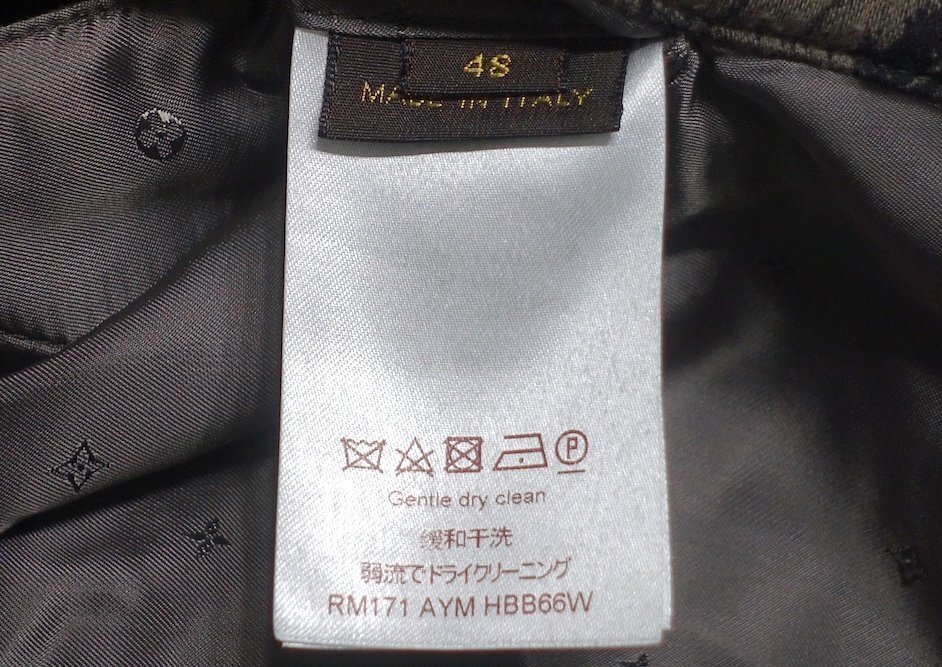 48
MADE IN ITALY
P
Gentle dry clean
缓和干洗
弱流でドライクリーニング
RM171 AYM HBB66W